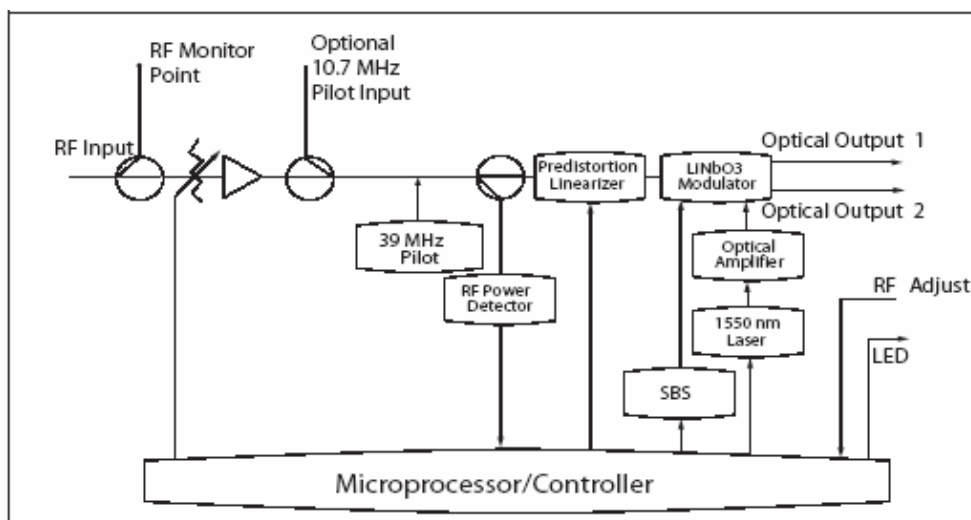 RF Monitor
Point
Optional
10.7 MHz
Pilot Input
RF Input
Predistortion
Linearizer
LiNbO3
Modulator
Optical Output 1
Optical Output 2
39 MHz
Pilot
RF Power
Detector
Optical
Amplifier
1550 nm
Laser
SBS
RF Adjust
LED
Microprocessor/Controller